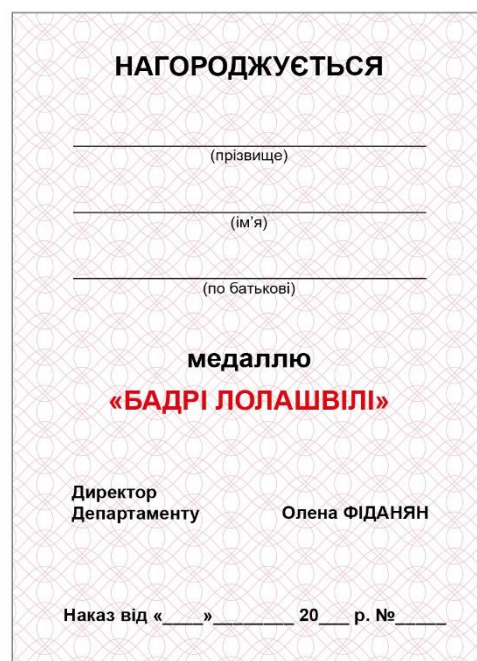 НАГОРОДЖУЄТЬСЯ
(прізвище)
(ім'я)
(по батькові)
медаллю
«БАДРІ ЛОЛАШВІЛІ»
Директор
Департаменту Олена ФІДАНЯН
Наказ від «____»________ 20___ р. №_____